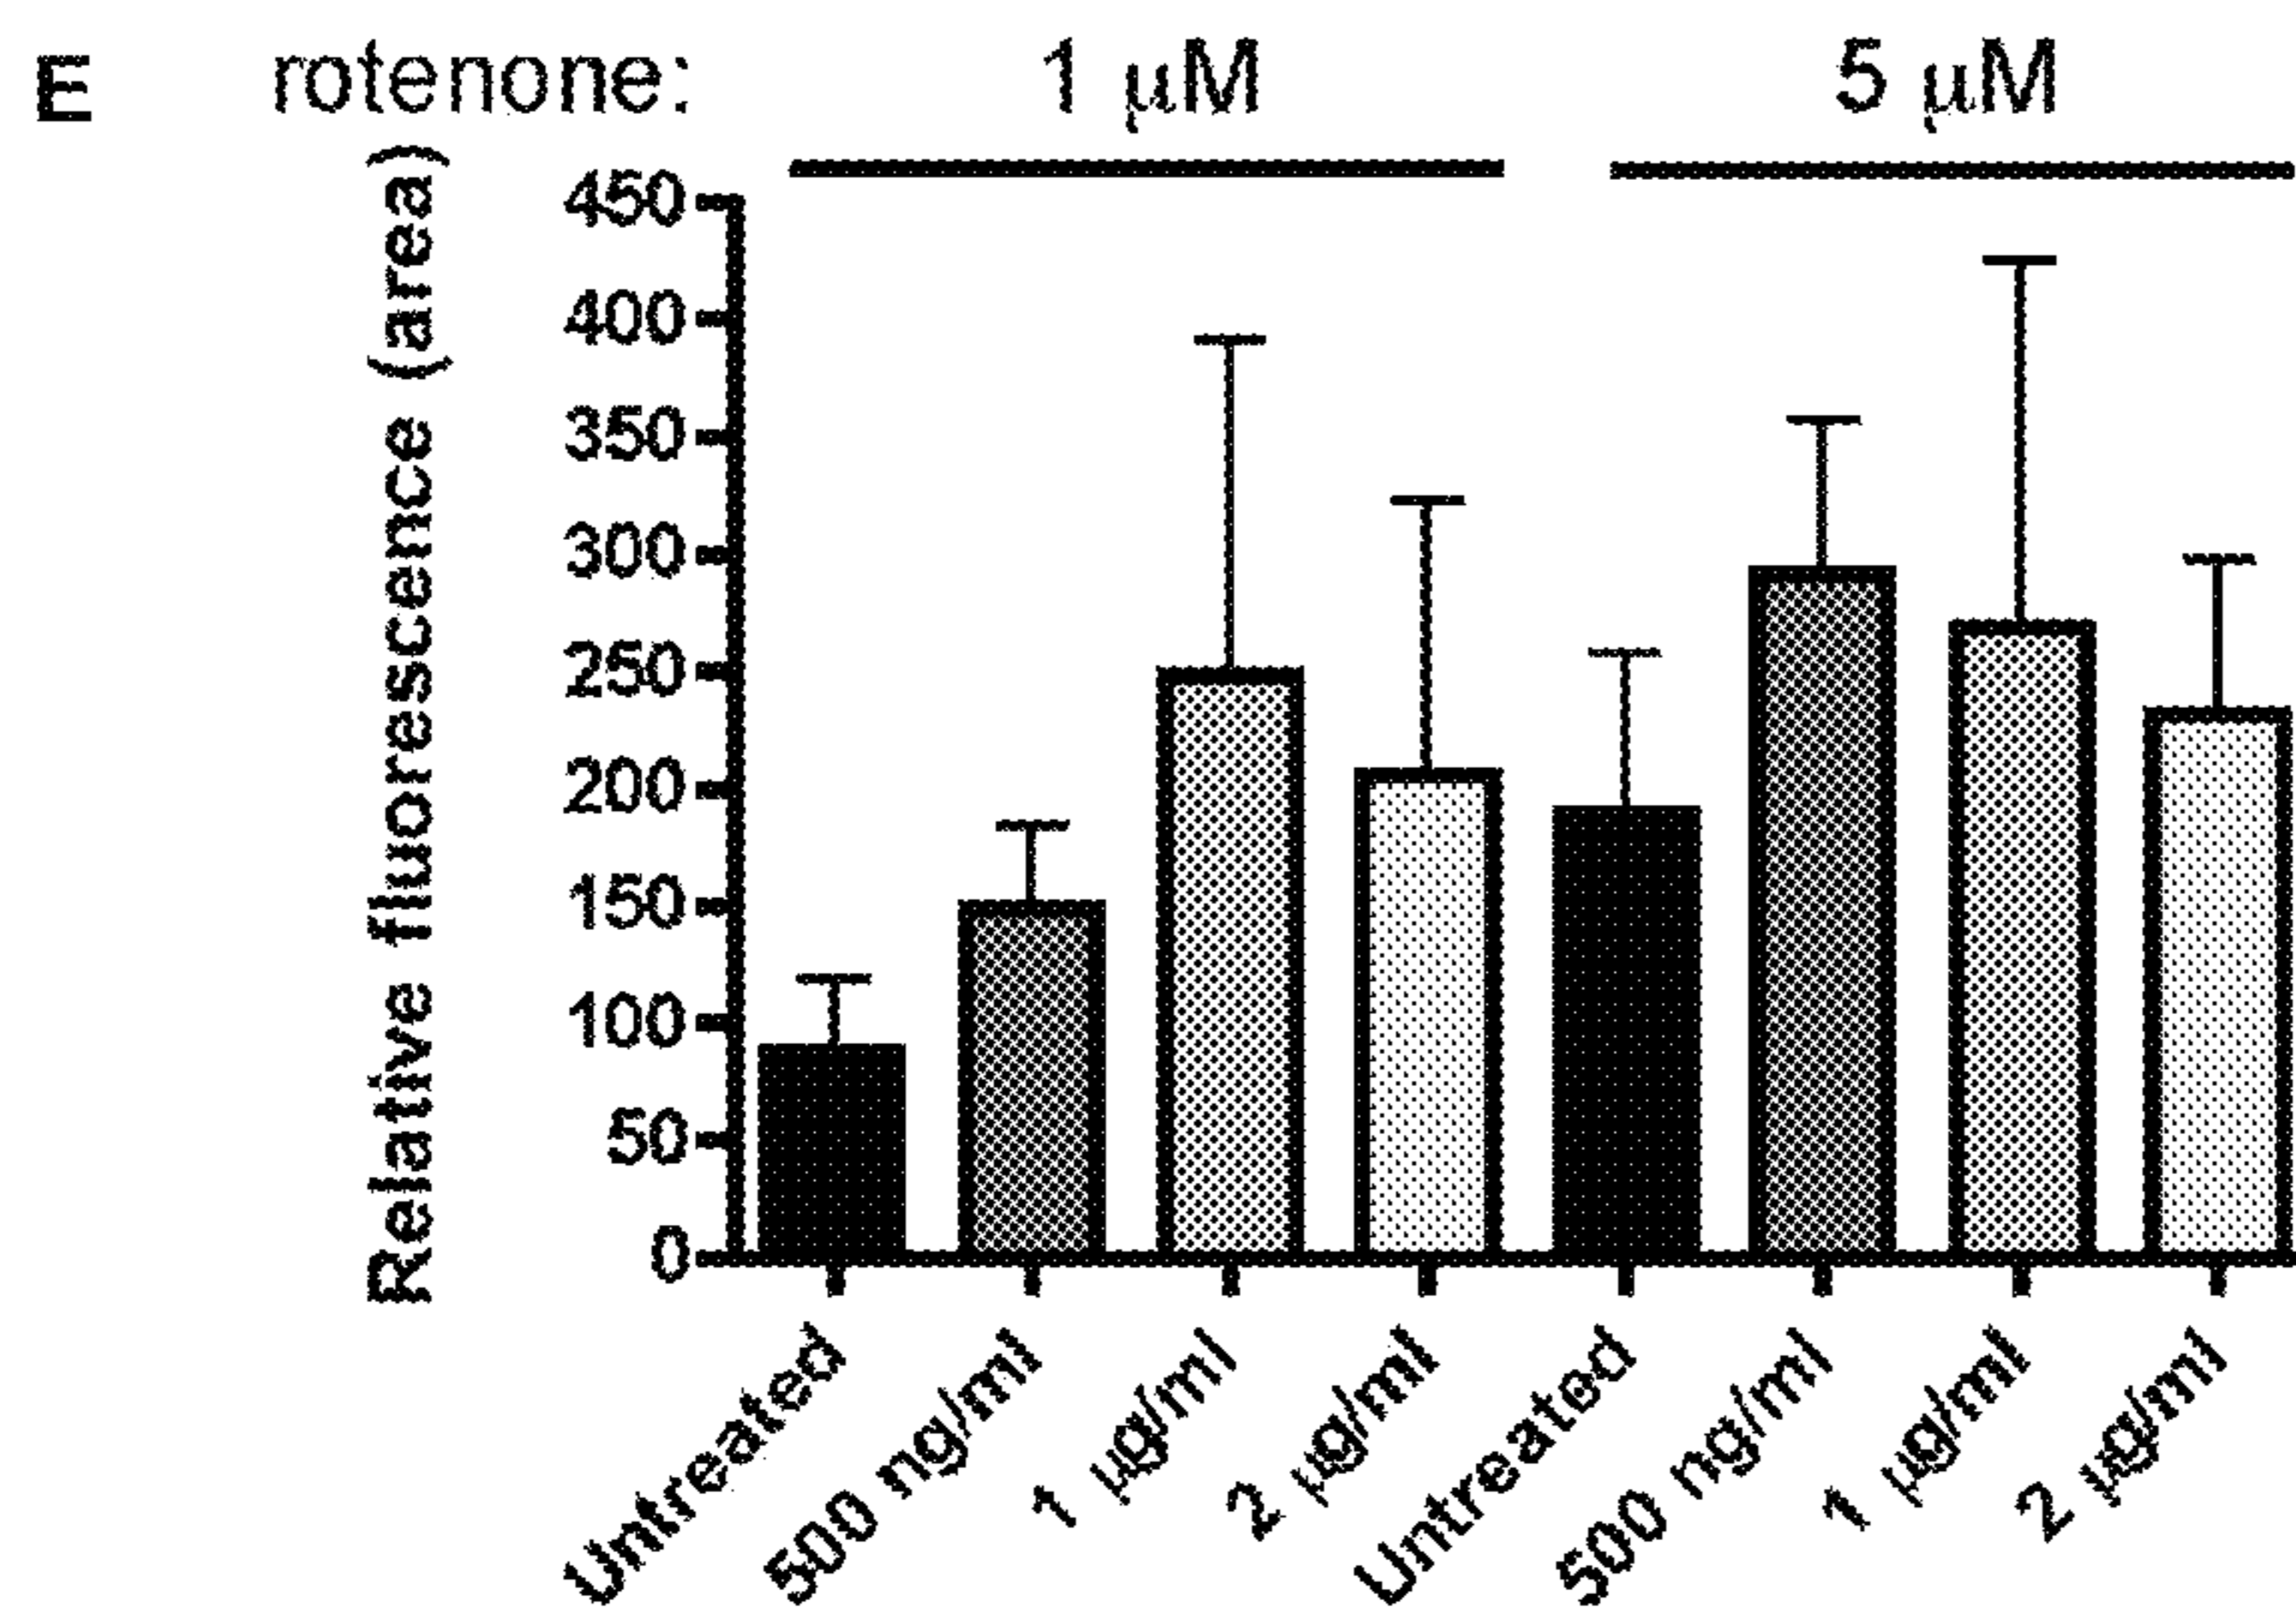 E rotenone: 1 μM 5 μM
Relative fluorescence (area)
450
400
350
300
250
200
150
100
50
0
Untreated
500 ng/ml
1 μg/ml
2 μg/ml
Untreated
500 ng/ml
1 μg/ml
2 μg/ml